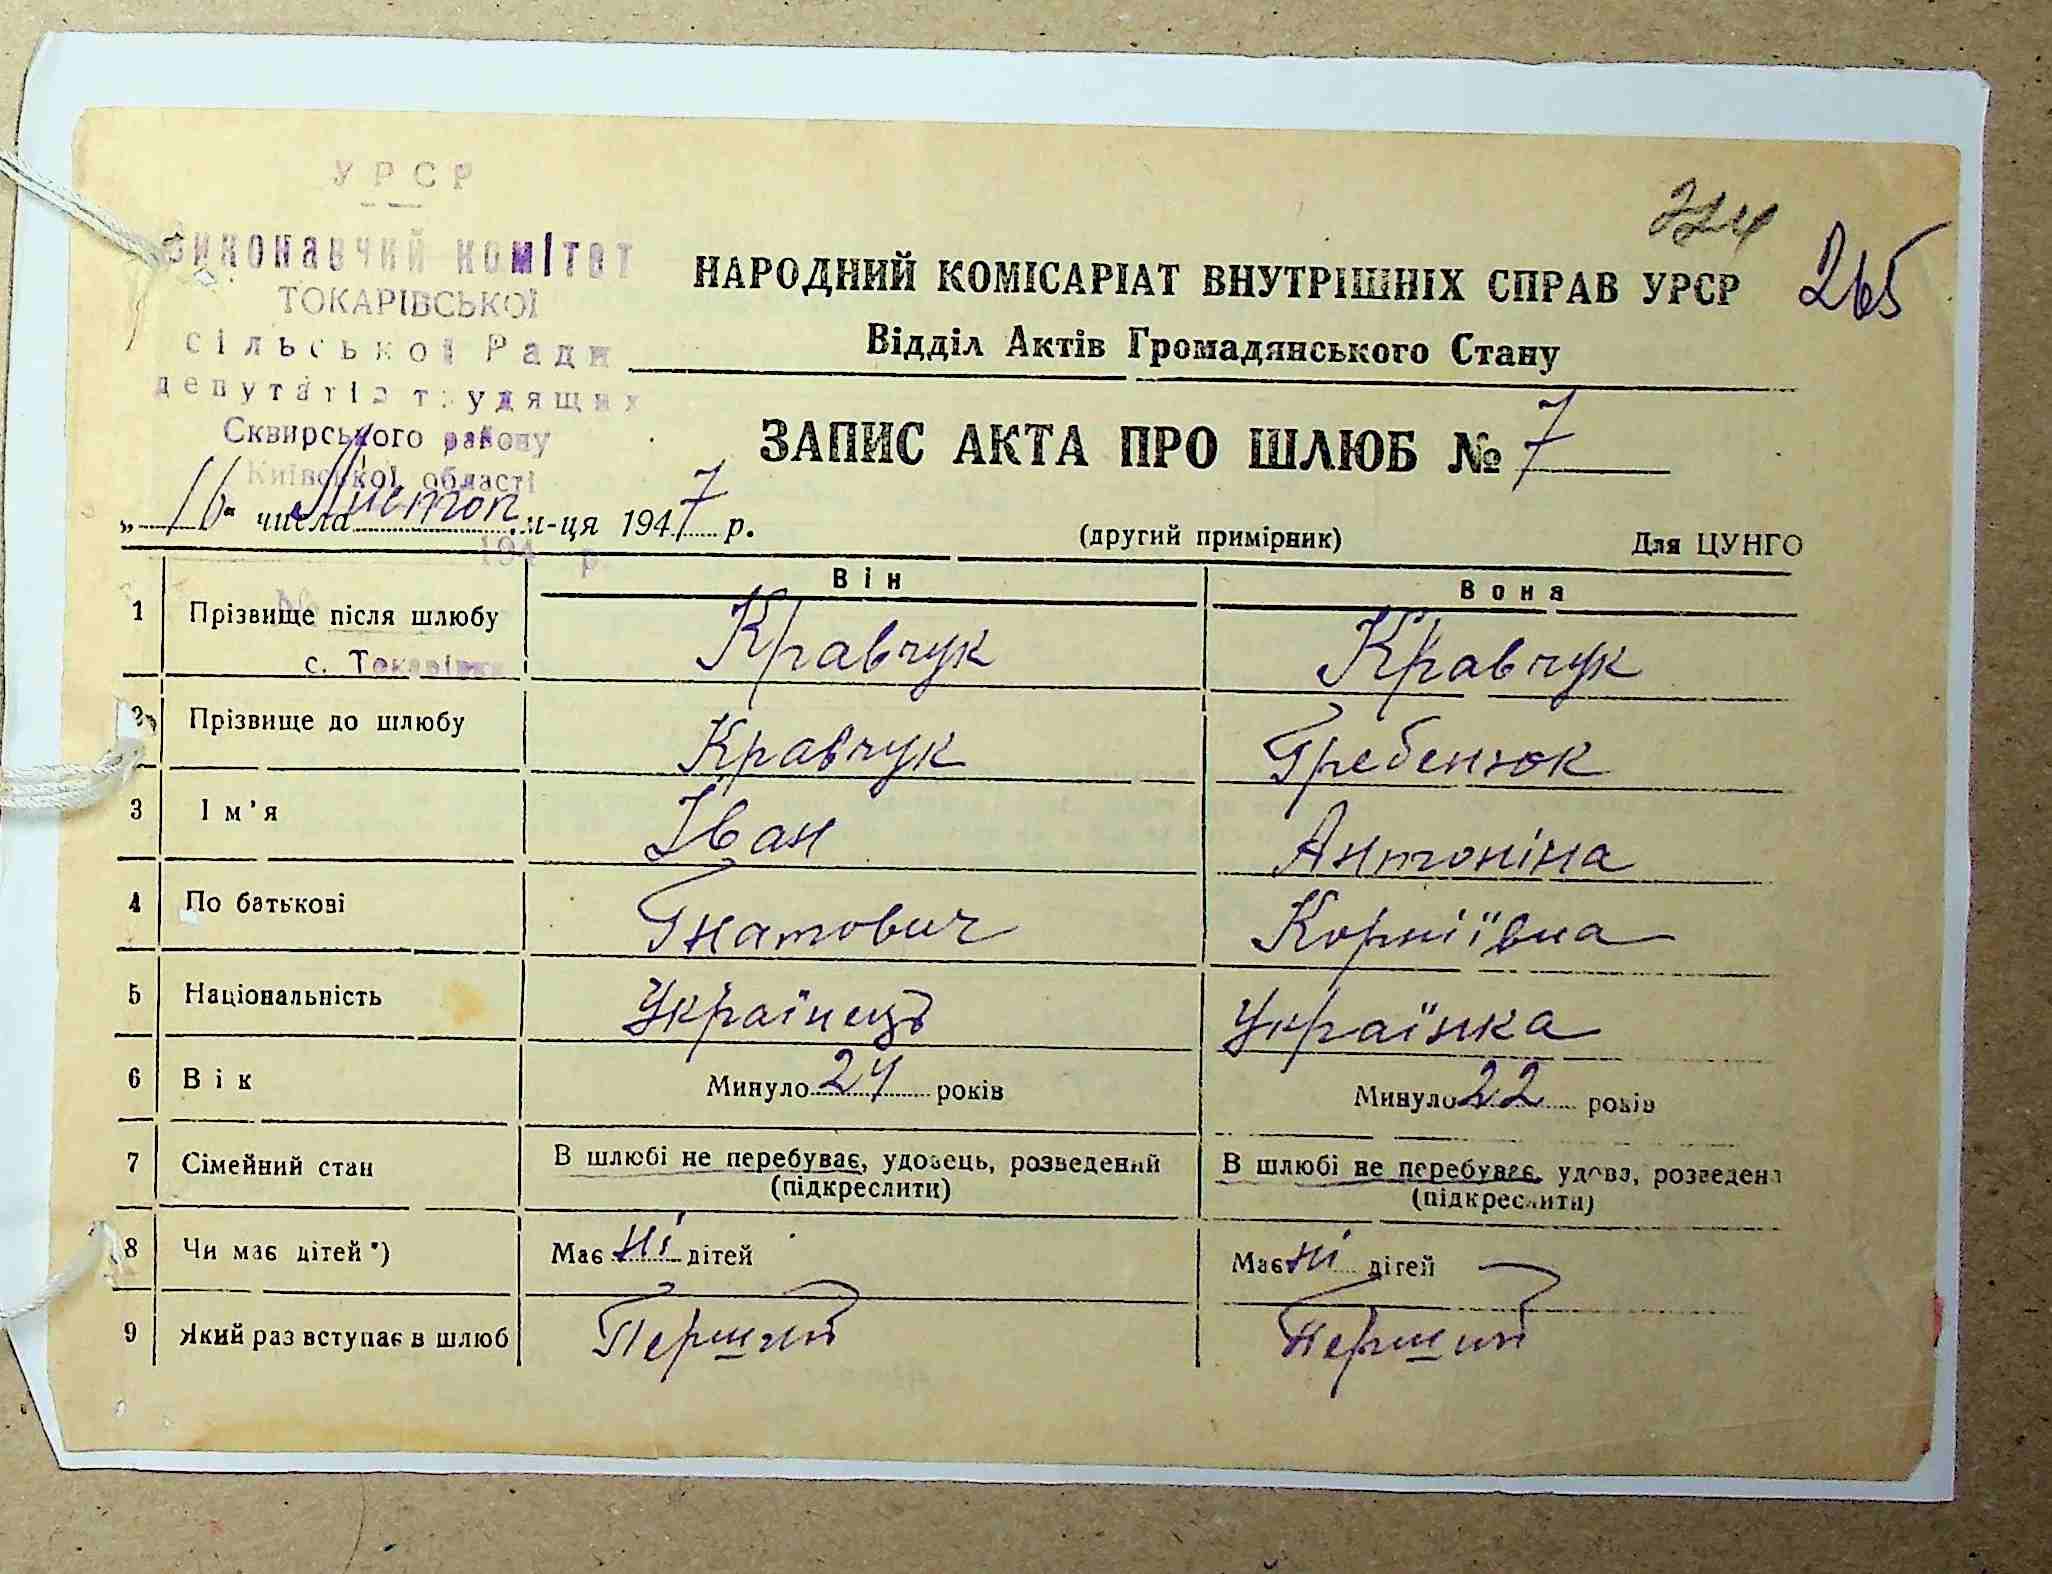 УРСР
Виконавчий комітет
ТОКАРІВСЬКОЇ
сільської Ради
депутатів трудящих
Сквирського району
Київської області
194 р.
с. Токарівка
224
265
НАРОДНИЙ КОМІСАРІАТ ВНУТРІШНІХ СПРАВ УРСР
Відділ Актів Громадянського Стану
ЗАПИС АКТА ПРО ШЛЮБ № 7
„16“ числа Листоп. м-ця 1947 р.
(другий примірник) Для ЦУНГО
Він Вона
1 Прізвище після шлюбу Кравчук Кравчук
2 Прізвище до шлюбу Кравчук Гребенюк
3 Ім'я Іван Антоніна
4 По батькові Гнатович Корніївна
5 Національність Українець Українка
6 Вік Минуло 24 років Минуло 22 років
7 Сімейний стан В шлюбі не перебуває, удовець, розведений В шлюбі не перебуває, удова, розведена
(підкреслити) (підкреслити)
8 Чи має дітей*) Має ні дітей Має ні дітей
9 Який раз вступає в шлюб Перший Перший